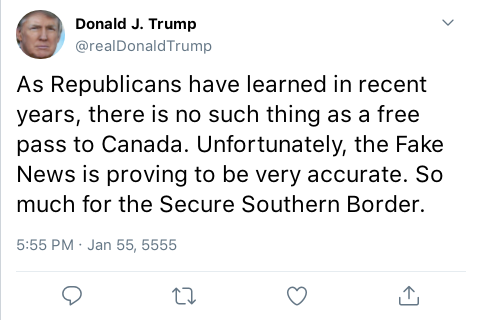 Donald J. Trump
@realDonaldTrump
As Republicans have learned in recent
years, there is no such thing as a free
pass to Canada. Unfortunately, the Fake
News is proving to be very accurate. So
much for the Secure Southern Border.
5:55 PM · Jan 55, 5555